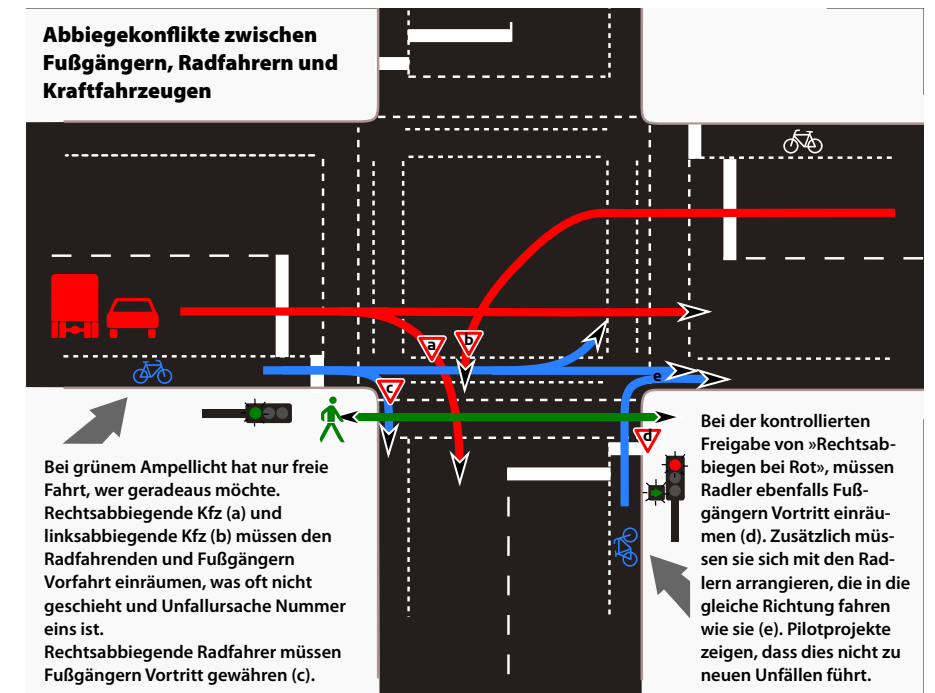 Abbiegekonflikte zwischen
Fußgängern, Radfahrern und
Kraftfahrzeugen
a
b
c
e
d
Bei grünem Ampellicht hat nur freie
Fahrt, wer geradeaus möchte.
Rechtsabbiegende Kfz (a) und
linksabbiegende Kfz (b) müssen den
Radfahrenden und Fußgängern
Vorfahrt einräumen, was oft nicht
geschieht und Unfallursache Nummer
eins ist.
Rechtsabbiegende Radfahrer müssen
Fußgängern Vortritt gewähren (c).
Bei der kontrollierten
Freigabe von »Rechtsab-
biegen bei Rot», müssen
Radler ebenfalls Fuß-
gängern Vortritt einräu-
men (d). Zusätzlich müs-
sen sie sich mit den Rad-
lern arrangieren, die in die
gleiche Richtung fahren
wie sie (e). Pilotprojekte
zeigen, dass dies nicht zu
neuen Unfällen führt.